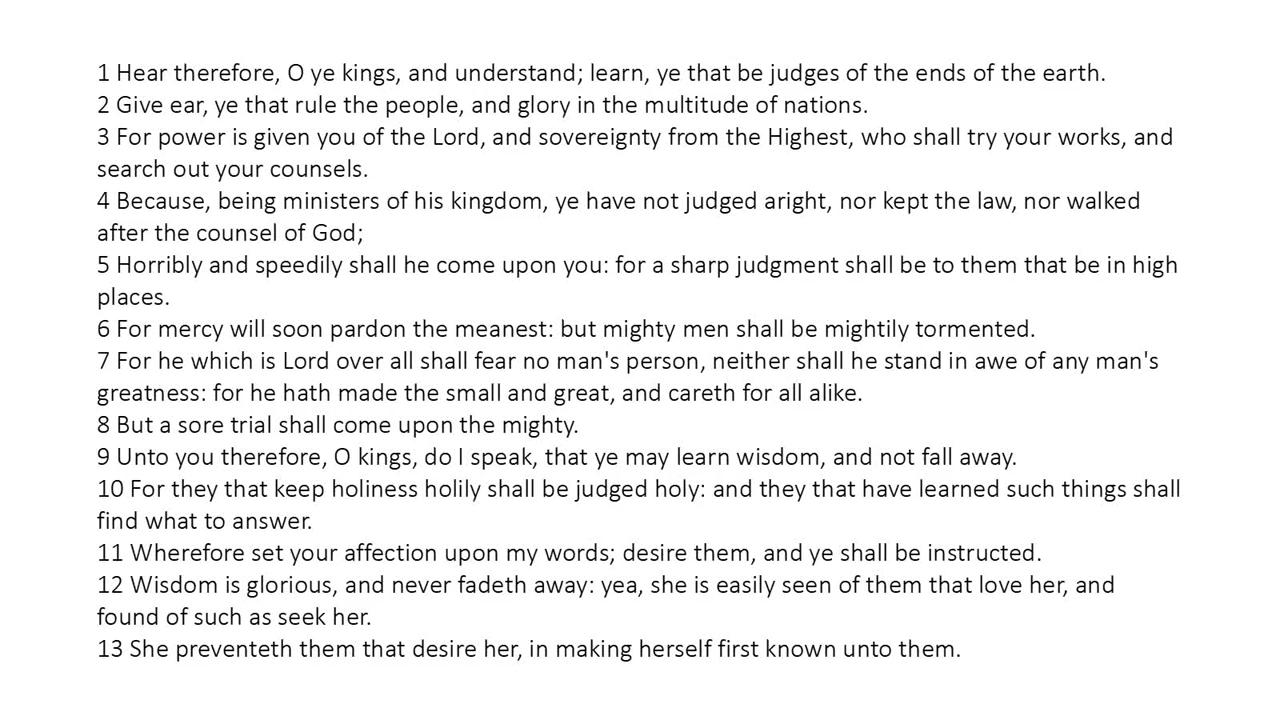 1 Hear therefore, O ye kings, and understand; learn, ye that be judges of the ends of the earth.
2 Give ear, ye that rule the people, and glory in the multitude of nations.
3 For power is given you of the Lord, and sovereignty from the Highest, who shall try your works, and
search out your counsels.
4 Because, being ministers of his kingdom, ye have not judged aright, nor kept the law, nor walked
after the counsel of God;
5 Horribly and speedily shall he come upon you: for a sharp judgment shall be to them that be in high
places.
6 For mercy will soon pardon the meanest: but mighty men shall be mightily tormented.
7 For he which is Lord over all shall fear no man's person, neither shall he stand in awe of any man's
greatness: for he hath made the small and great, and careth for all alike.
8 But a sore trial shall come upon the mighty.
9 Unto you therefore, O kings, do I speak, that ye may learn wisdom, and not fall away.
10 For they that keep holiness holily shall be judged holy: and they that have learned such things shall
find what to answer.
11 Wherefore set your affection upon my words; desire them, and ye shall be instructed.
12 Wisdom is glorious, and never fadeth away: yea, she is easily seen of them that love her, and
found of such as seek her.
13 She preventeth them that desire her, in making herself first known unto them.